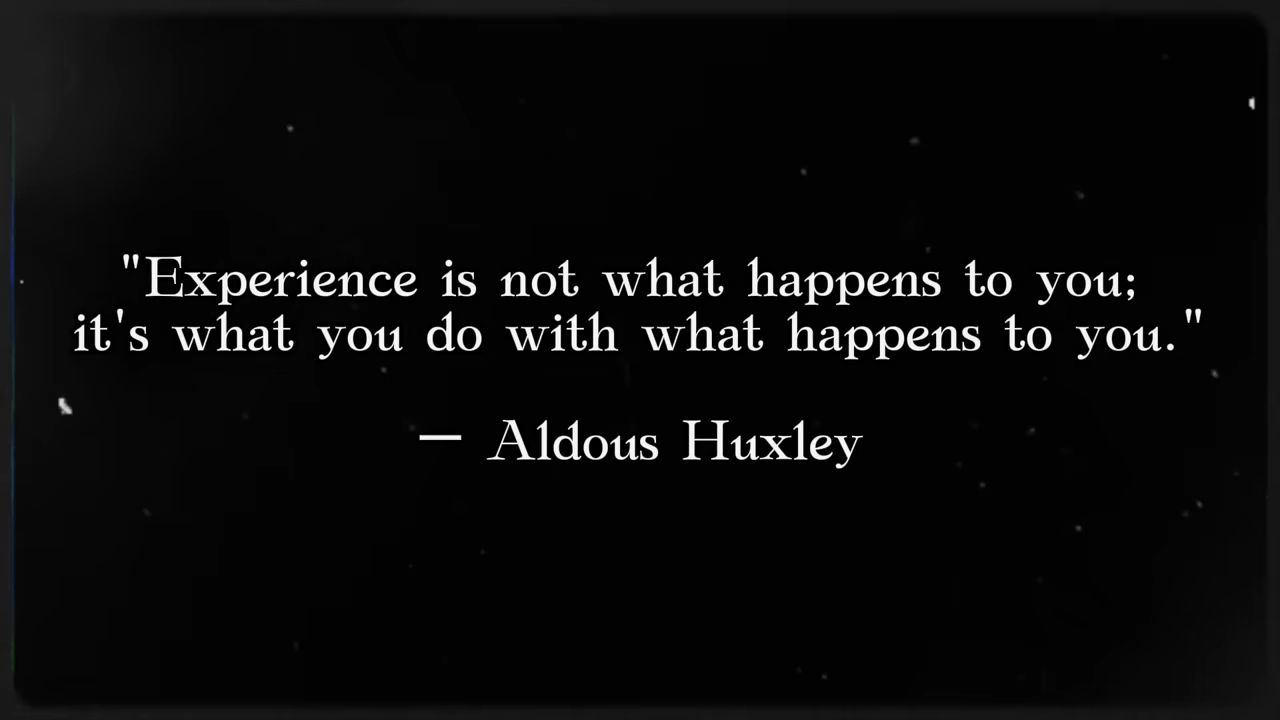 "Experience is not what happens to you;
it's what you do with what happens to you."
— Aldous Huxley